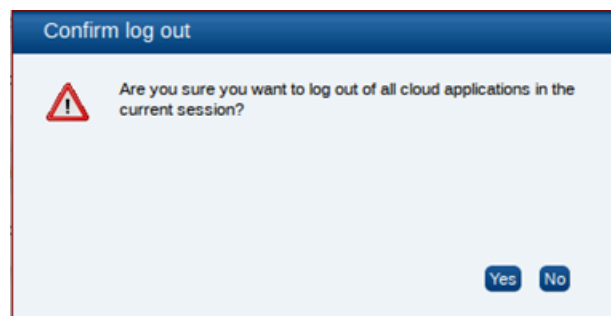 Confirm log out
Are you sure you want to log out of all cloud applications in the
current session?
Yes No